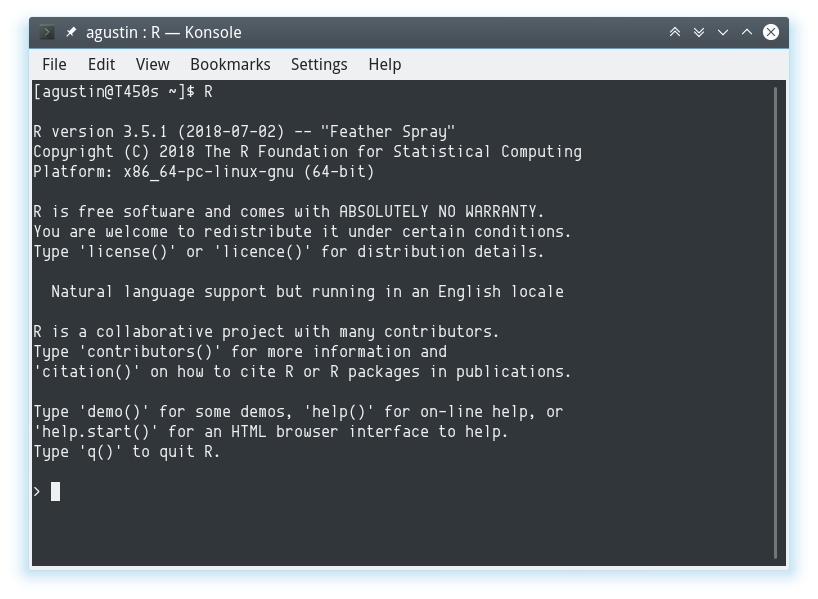 agustin : R — Konsole
File Edit View Bookmarks Settings Help
[agustin@T450s ~]$ R
R version 3.5.1 (2018-07-02) -- "Feather Spray"
Copyright (C) 2018 The R Foundation for Statistical Computing
Platform: x86_64-pc-linux-gnu (64-bit)
R is free software and comes with ABSOLUTELY NO WARRANTY.
You are welcome to redistribute it under certain conditions.
Type 'license()' or 'licence()' for distribution details.
Natural language support but running in an English locale
R is a collaborative project with many contributors.
Type 'contributors()' for more information and
'citation()' on how to cite R or R packages in publications.
Type 'demo()' for some demos, 'help()' for on-line help, or
'help.start()' for an HTML browser interface to help.
Type 'q()' to quit R.
>